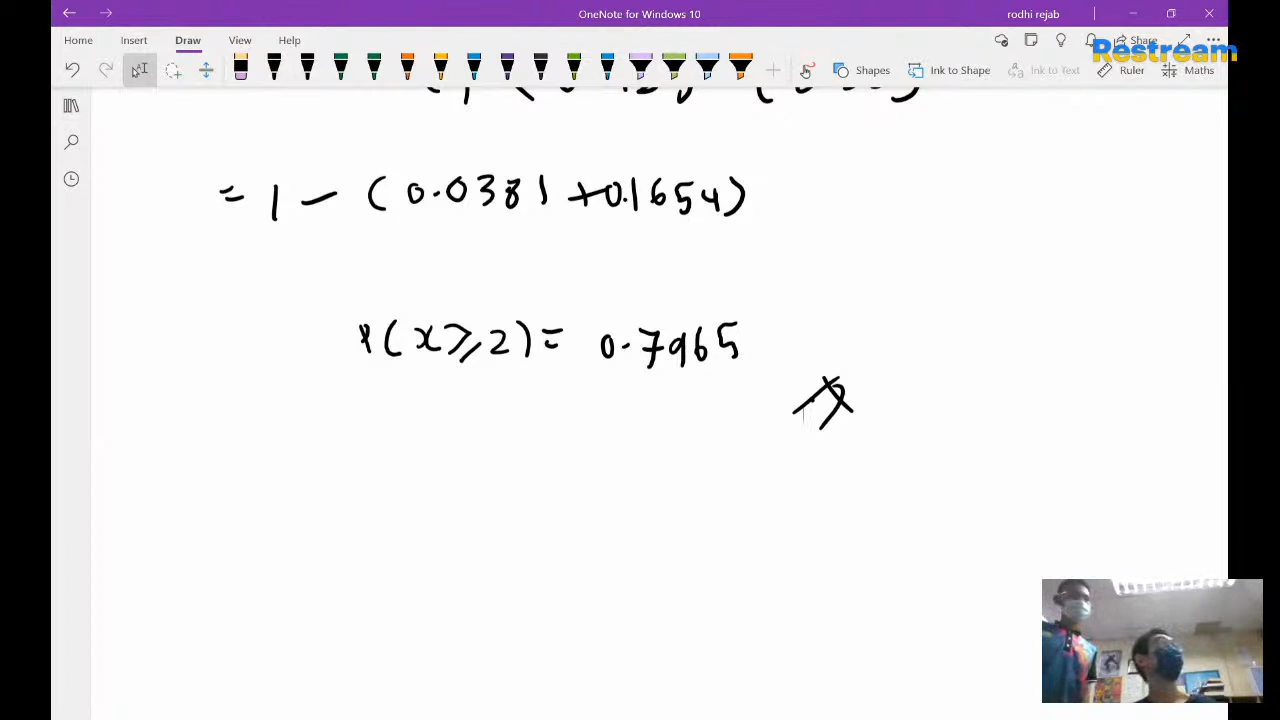 OneNote for Windows 10
rodhi rejab
Home Insert Draw View Help
Share
Restream
Shapes Ink to Shape Ink to Text Ruler Maths
= 1 - (0.0381 + 0.1654)
P(x ≥ 2) = 0.7965